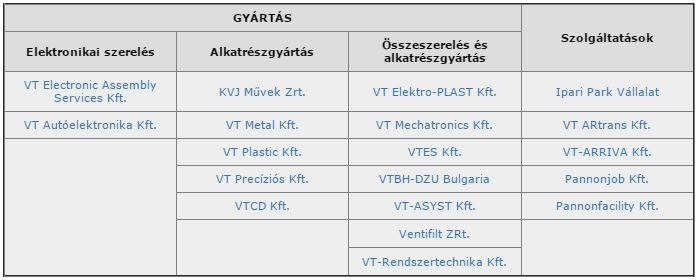 GYÁRTÁS
Szolgáltatások
Elektronikai szerelés
Alkatrészgyártás
Összeszerelés és
alkatrészgyártás
VT Electronic Assembly
Services Kft.
KVJ Művek Zrt.
VT Elektro-PLAST Kft.
Ipari Park Vállalat
VT Autóelektronika Kft.
VT Metal Kft.
VT Mechatronics Kft.
VT ARtrans Kft.
VT Plastic Kft.
VTES Kft.
VT-ARRIVA Kft.
VT Precíziós Kft.
VTBH-DZU Bulgaria
Pannonjob Kft.
VTCD Kft.
VT-ASYST Kft.
Pannonfacility Kft.
Ventifilt ZRt.
VT-Rendszertechnika Kft.